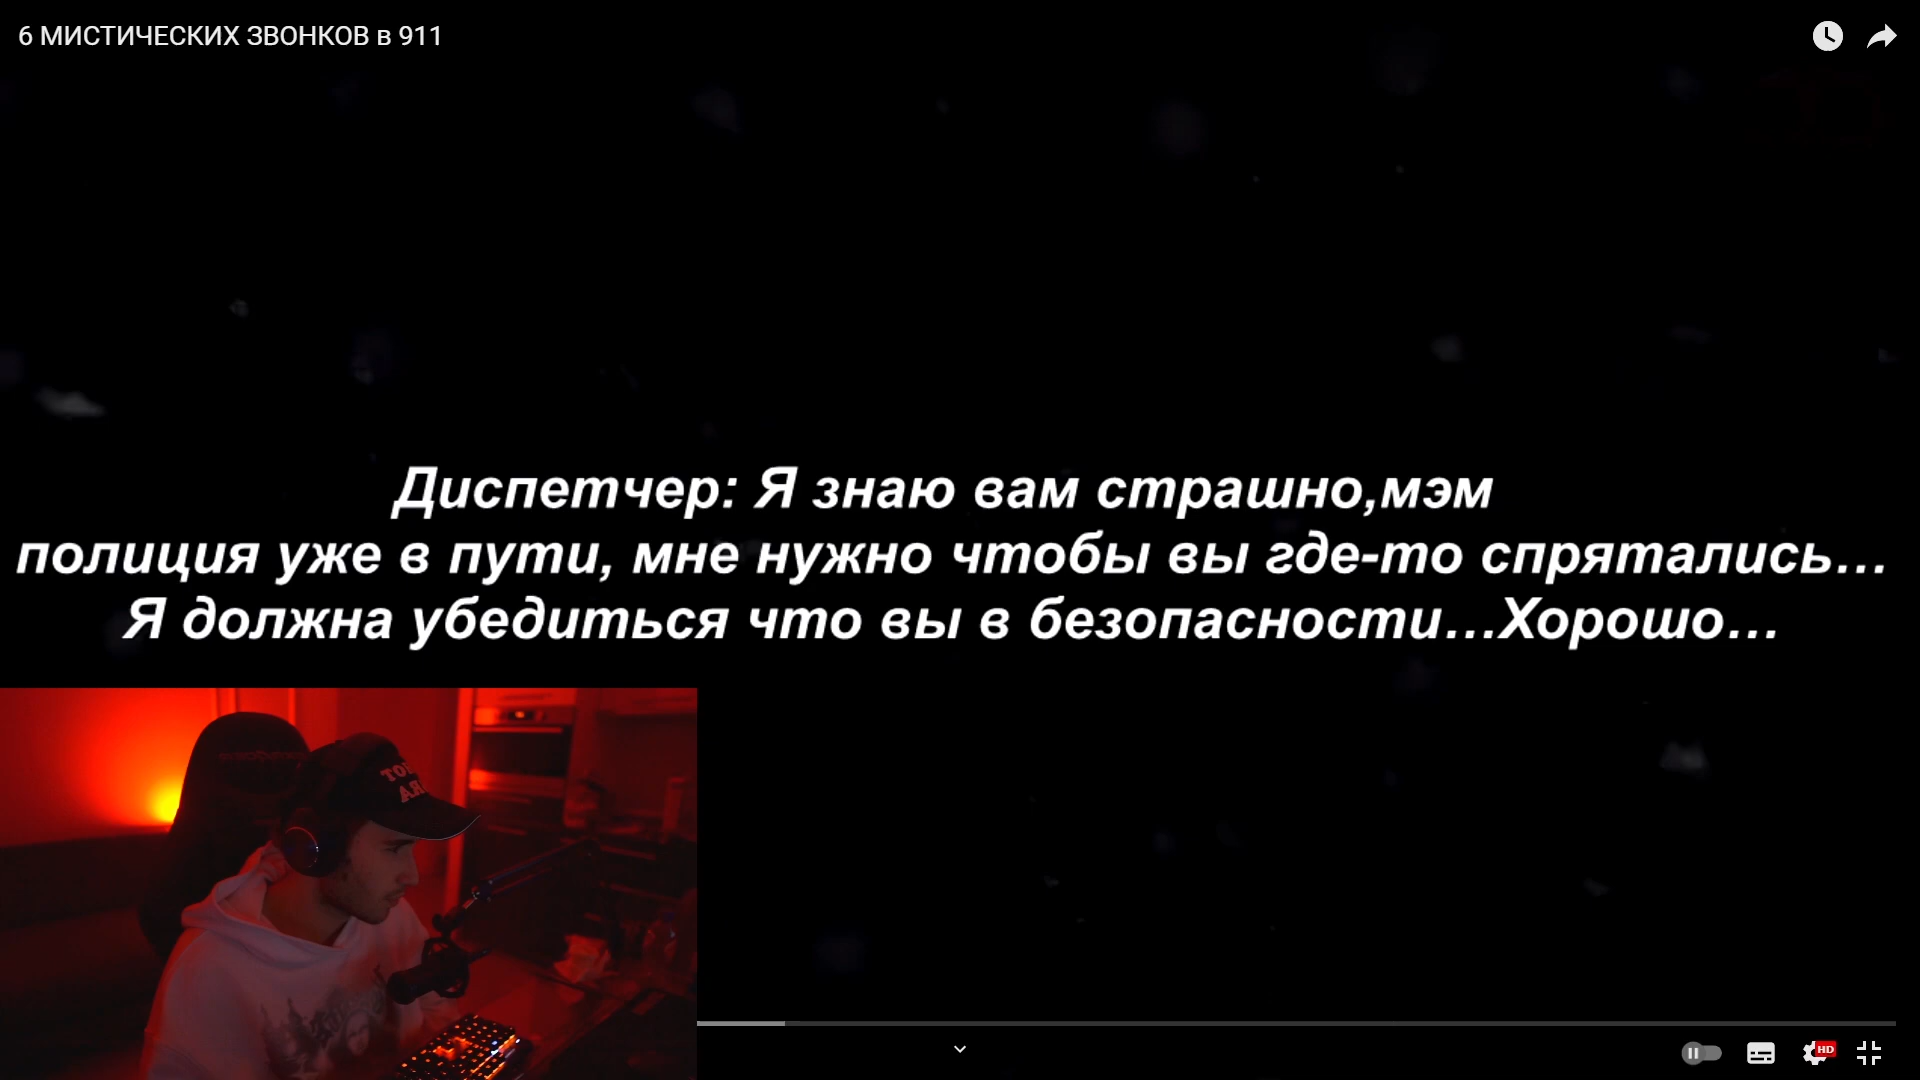 6 МИСТИЧЕСКИХ ЗВОНКОВ в 911
Диспетчер: Я знаю вам страшно,мэм
полиция уже в пути, мне нужно чтобы вы где-то спрятались...
Я должна убедиться что вы в безопасности...Хорошо...
HD